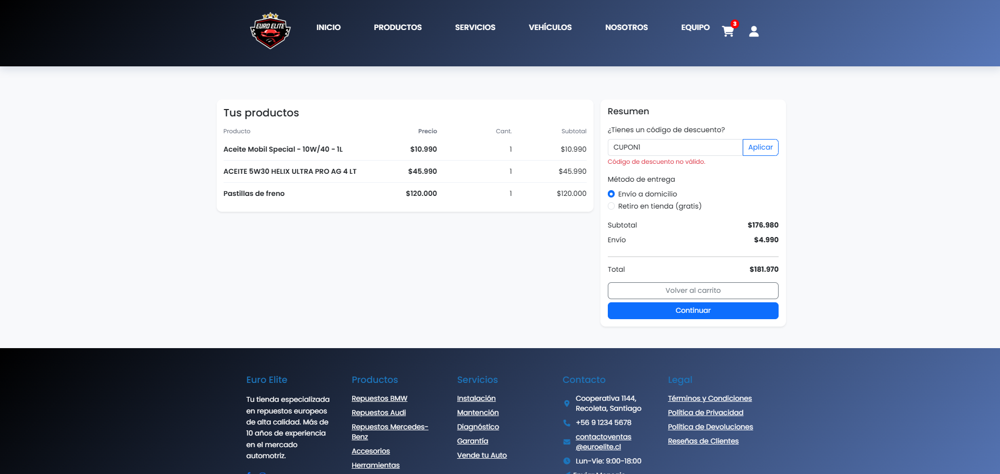 EURO ELITE
INICIO PRODUCTOS SERVICIOS VEHÍCULOS NOSOTROS EQUIPO 3
Tus productos
Producto Precio Cant. Subtotal
Aceite Mobil Special - 10W/40 - 1L $10.990 1 $10.990
ACEITE 5W30 HELIX ULTRA PRO AG 4 LT $45.990 1 $45.990
Pastillas de freno $120.000 1 $120.000
Resumen
¿Tienes un código de descuento?
CUPON1 Aplicar
Código de descuento no válido.
Método de entrega
Envío a domicilio
Retiro en tienda (gratis)
Subtotal $176.980
Envío $4.990
Total $181.970
Volver al carrito
Continuar
Euro Elite
Tu tienda especializada
en repuestos europeos
de alta calidad. Más de
10 años de experiencia
en el mercado
automotriz.
Productos
Repuestos BMW
Repuestos Audi
Repuestos Mercedes-
Benz
Accesorios
Herramientas
Servicios
Instalación
Mantención
Diagnóstico
Garantía
Vende tu Auto
Contacto
Cooperativa 1144,
Recoleta, Santiago
+56 9 1234 5678
contactoventas
@euroelite.cl
Lun-Vie: 9:00-18:00
Enviar Mensaje
Legal
Términos y Condiciones
Política de Privacidad
Política de Devoluciones
Reseñas de Clientes